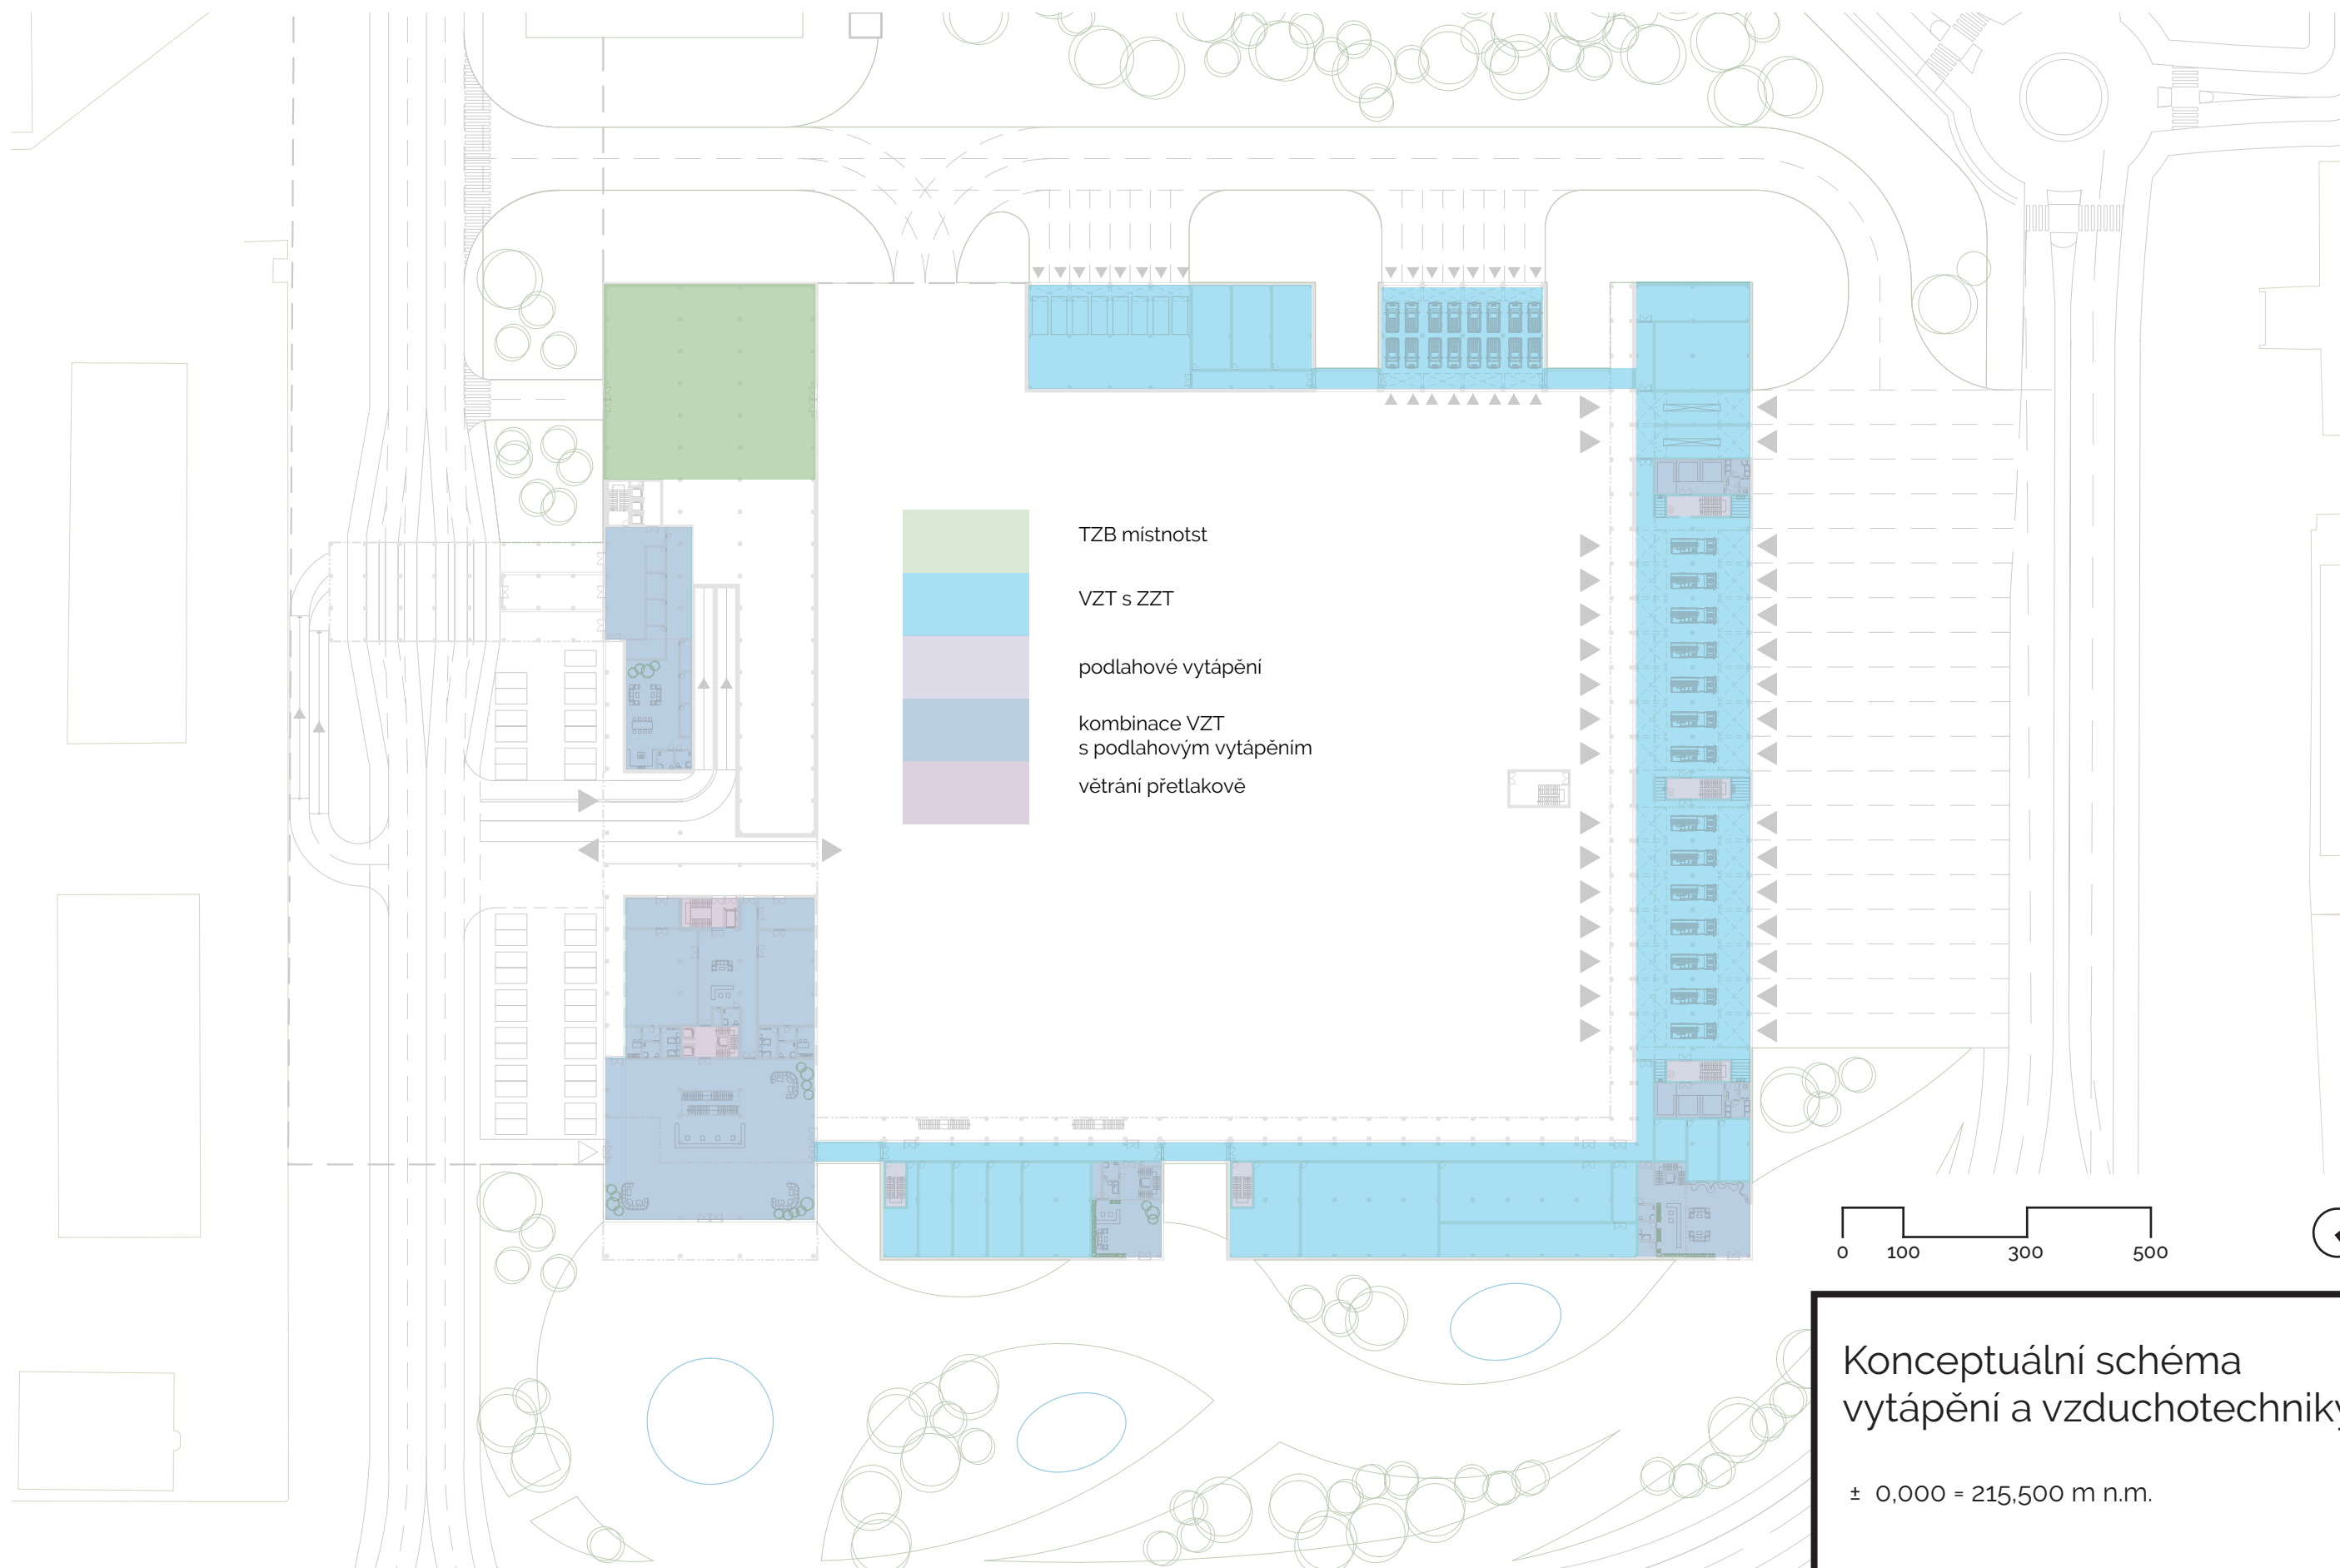 TZB místnotst
VZT s ZZT
podlahové vytápění
kombinace VZT
s podlahovým vytápěním
větrání přetlakově
0 100 300 500
Konceptuální schéma
vytápění a vzduchotechniky
± 0,000 = 215,500 m n.m.